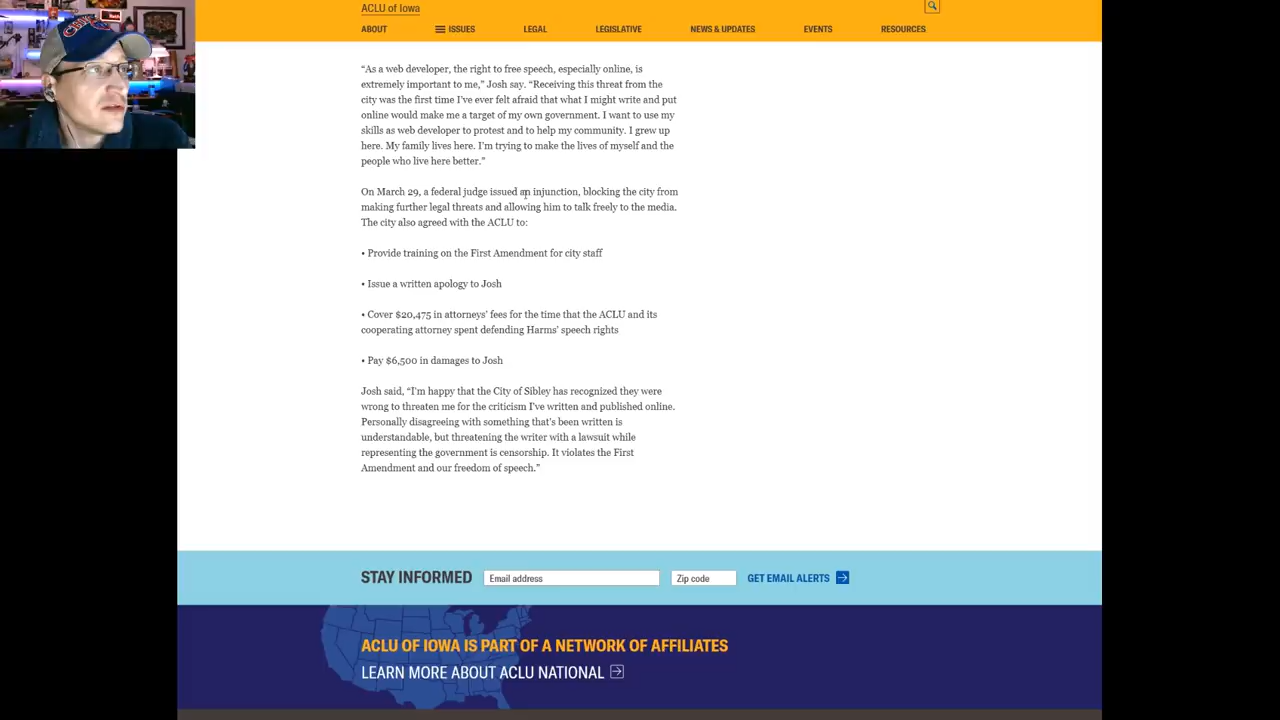 ACLU of Iowa
ABOUT
ISSUES
LEGAL
LEGISLATIVE
NEWS & UPDATES
EVENTS
RESOURCES
“As a web developer, the right to free speech, especially online, is
extremely important to me,” Josh say. “Receiving this threat from the
city was the first time I’ve ever felt afraid that what I might write and put
online would make me a target of my own government. I want to use my
skills as web developer to protest and to help my community. I grew up
here. My family lives here. I’m trying to make the lives of myself and the
people who live here better.”
On March 29, a federal judge issued an injunction, blocking the city from
making further legal threats and allowing him to talk freely to the media.
The city also agreed with the ACLU to:
• Provide training on the First Amendment for city staff
• Issue a written apology to Josh
• Cover $20,475 in attorneys’ fees for the time that the ACLU and its
cooperating attorney spent defending Harms’ speech rights
• Pay $6,500 in damages to Josh
Josh said, “I’m happy that the City of Sibley has recognized they were
wrong to threaten me for the criticism I’ve written and published online.
Personally disagreeing with something that’s been written is
understandable, but threatening the writer with a lawsuit while
representing the government is censorship. It violates the First
Amendment and our freedom of speech.”
STAY INFORMED
Email address
Zip code
GET EMAIL ALERTS
ACLU OF IOWA IS PART OF A NETWORK OF AFFILIATES
LEARN MORE ABOUT ACLU NATIONAL